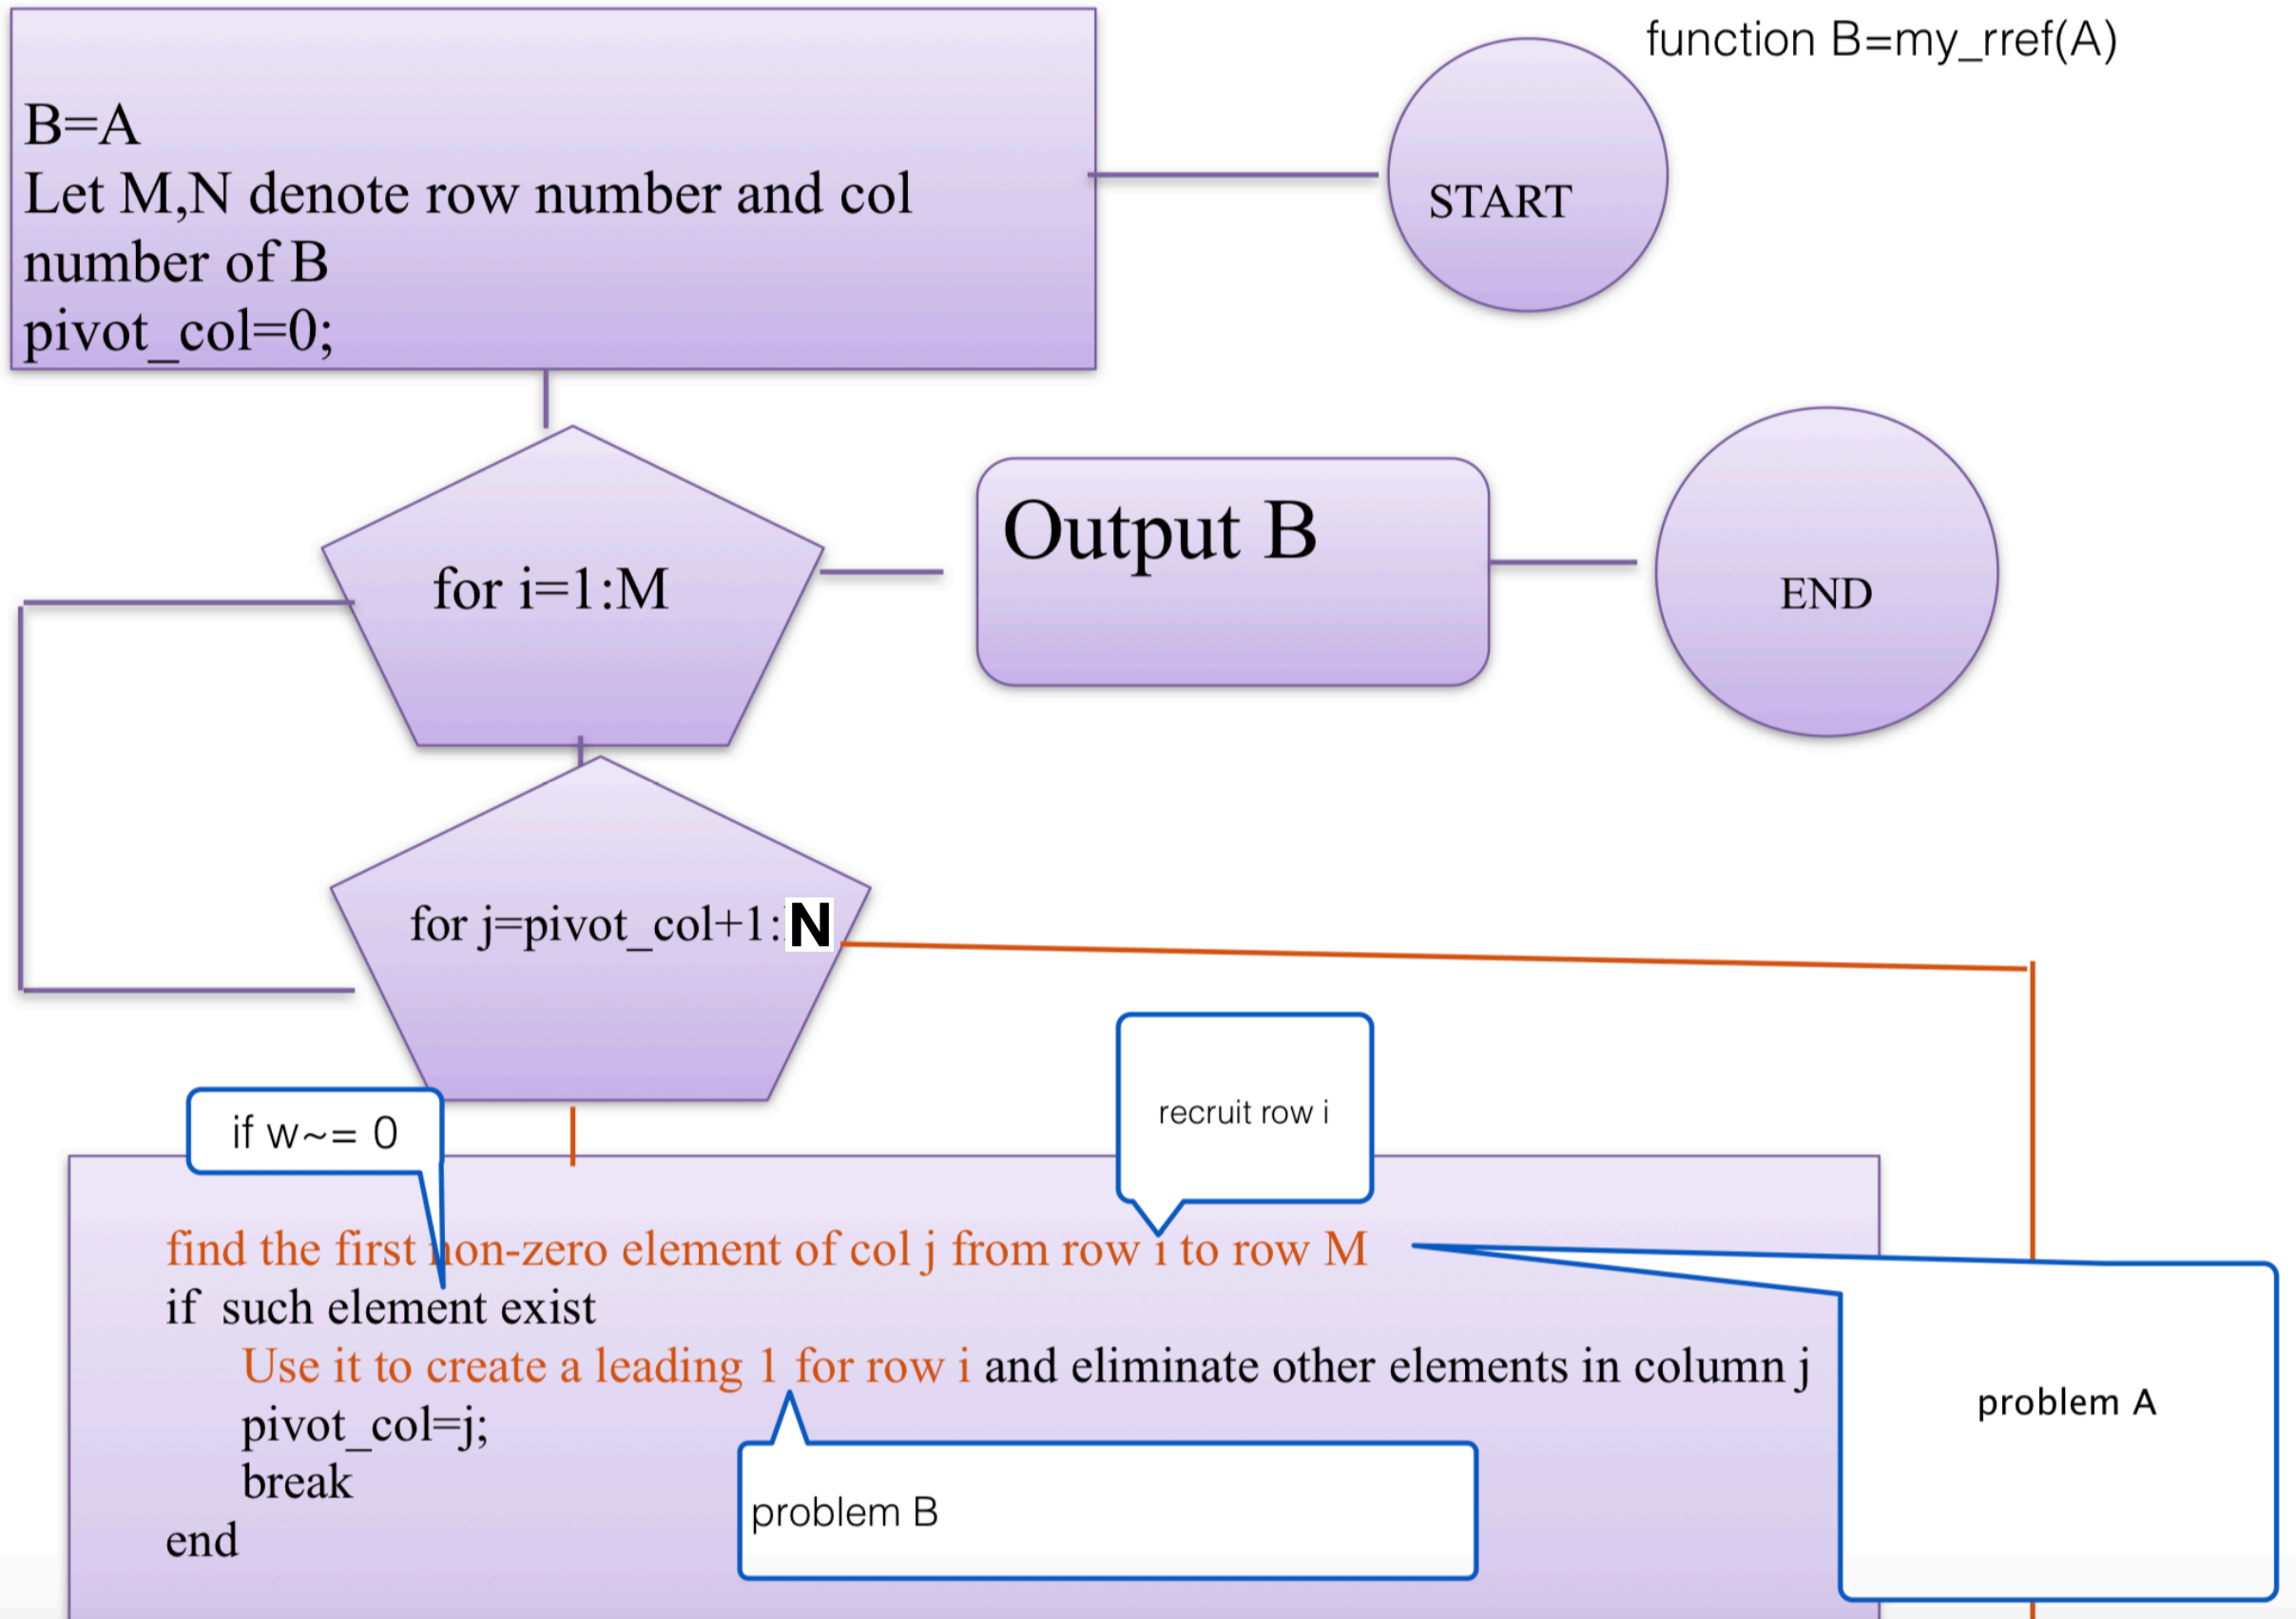 function B=my_rref(A)
B=A
Let M,N denote row number and col
number of B
pivot_col=0;
START
for i=1:M
Output B
END
for j=pivot_col+1:N
recruit row i
if w~= 0
find the first non-zero element of col j from row i to row M
if such element exist
Use it to create a leading 1 for row i and eliminate other elements in column j
pivot_col=j;
break
end
problem A
problem B